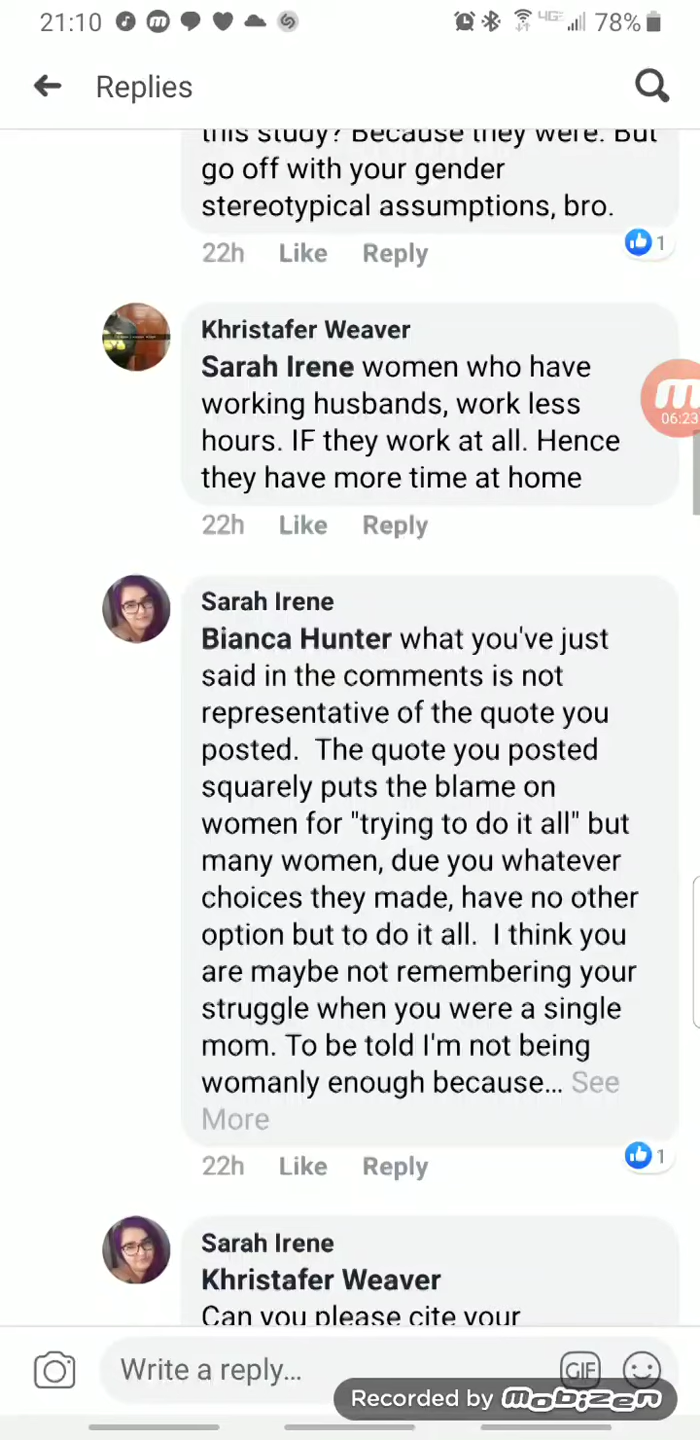 21:10
4GE
78%
Replies
this study? Because they were. But
go off with your gender
stereotypical assumptions, bro.
22h Like Reply
1
Khristafer Weaver
Sarah Irene women who have
working husbands, work less
hours. IF they work at all. Hence
they have more time at home
06:23
22h Like Reply
Sarah Irene
Bianca Hunter what you've just
said in the comments is not
representative of the quote you
posted. The quote you posted
squarely puts the blame on
women for "trying to do it all" but
many women, due you whatever
choices they made, have no other
option but to do it all. I think you
are maybe not remembering your
struggle when you were a single
mom. To be told I'm not being
womanly enough because... See
More
22h Like Reply
1
Sarah Irene
Khristafer Weaver
Can you please cite your
Write a reply...
GIF
Recorded by Mobizen